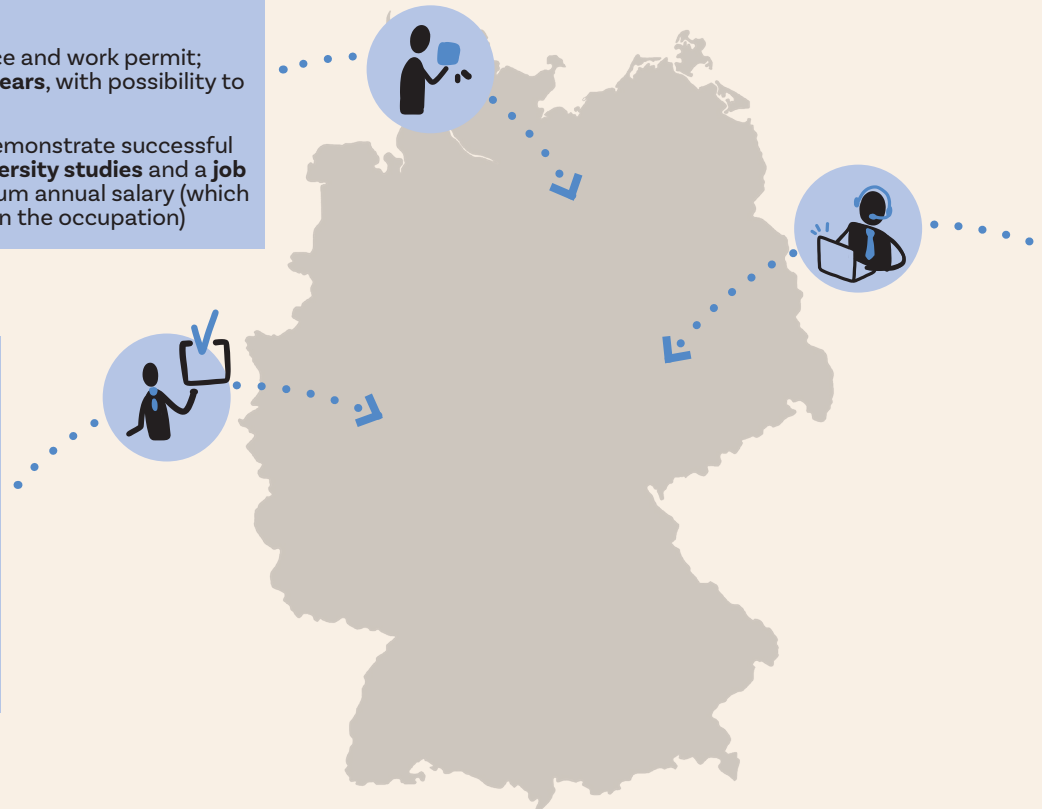 ce and work permit;
ears, with possibility to
emonstrate successful
ersity studies and a job
um annual salary (which
n the occupation)